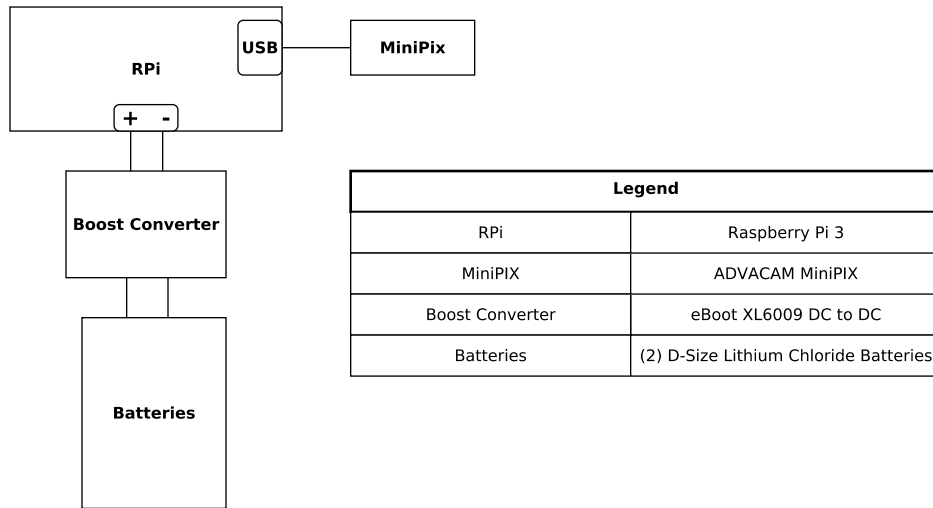 USB
MiniPix
RPi
+ -
Boost Converter
Batteries
Legend
RPi Raspberry Pi 3
MiniPIX ADVACAM MiniPIX
Boost Converter eBoot XL6009 DC to DC
Batteries (2) D-Size Lithium Chloride Batteries